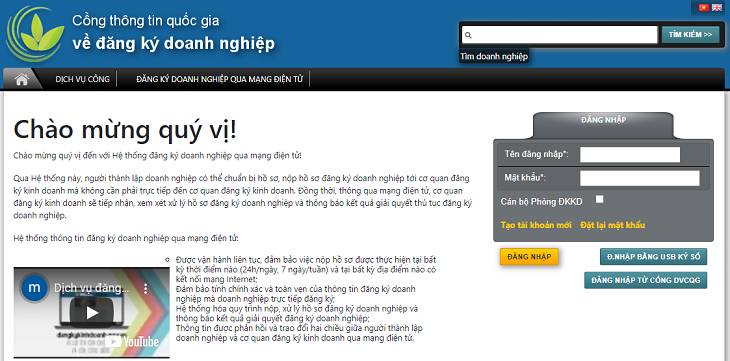 Cổng thông tin quốc gia
về đăng ký doanh nghiệp
TÌM KIẾM >>
Tìm doanh nghiệp
DỊCH VỤ CÔNG
ĐĂNG KÝ DOANH NGHIỆP QUA MẠNG ĐIỆN TỬ
Chào mừng quý vị!
Chào mừng quý vị đến với Hệ thống đăng ký doanh nghiệp qua mạng điện tử!
Qua Hệ thống này, người thành lập doanh nghiệp có thể chuẩn bị hồ sơ, nộp hồ sơ đăng ký doanh nghiệp tới cơ quan đăng
ký kinh doanh mà không cần phải trực tiếp đến cơ quan đăng ký kinh doanh. Đồng thời, thông qua mạng điện tử, cơ quan
đăng ký kinh doanh sẽ tiếp nhận, xem xét xử lý hồ sơ đăng ký doanh nghiệp và thông báo kết quả giải quyết thủ tục đăng ký
doanh nghiệp.
Hệ thống thông tin đăng ký doanh nghiệp qua mạng điện tử:
m Dịch vụ đăng...
YouTube
Được vận hành liên tục, đảm bảo việc nộp hồ sơ được thực hiện tại bất
kỳ thời điểm nào (24h/ngày, 7 ngày/tuần) và tại bất kỳ địa điểm nào có
kết nối mạng Internet;
Đảm bảo tính chính xác và toàn vẹn của thông tin đăng ký doanh
nghiệp mà doanh nghiệp trực tiếp đăng ký;
Hệ thống hóa quy trình nộp, xử lý hồ sơ đăng ký doanh nghiệp và
thông báo kết quả giải quyết đăng ký doanh nghiệp;
Thông tin được phản hồi và trao đổi hai chiều giữa người thành lập
doanh nghiệp và cơ quan đăng ký kinh doanh qua mạng điện tử.
ĐĂNG NHẬP
Tên đăng nhập*:
Mật khẩu*:
Cán bộ Phòng ĐKKD
Tạo tài khoản mới Đặt lại mật khẩu
ĐĂNG NHẬP
Đ.NHẬP BẰNG USB KÝ SỐ
ĐĂNG NHẬP TỪ CỔNG DVCQG